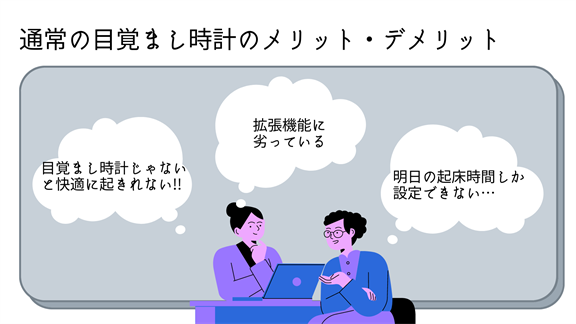 通常の目覚まし時計のメリット・デメリット
目覚まし時計じゃない
と快適に起きれない!!
拡張機能に
劣っている
明日の起床時間しか
設定できない…